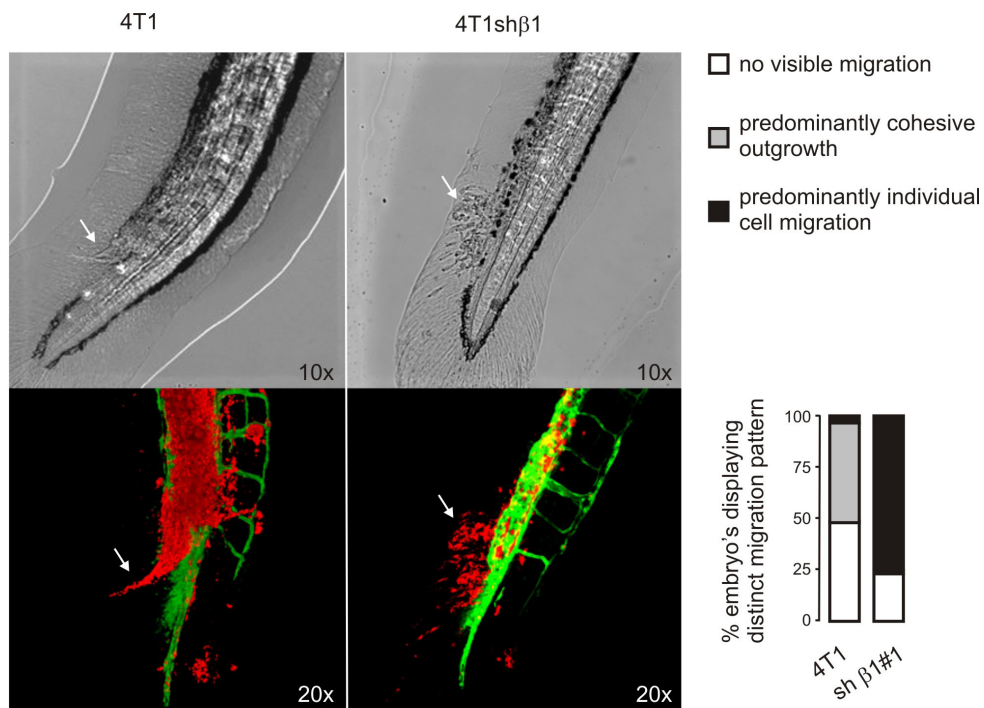 4T1
4T1shβ1
no visible migration
predominantly cohesive
outgrowth
predominantly individual
cell migration
10x
10x
20x
20x
% embryo's displaying
distinct migration pattern
100
75
50
25
0
4T1
sh β1#1